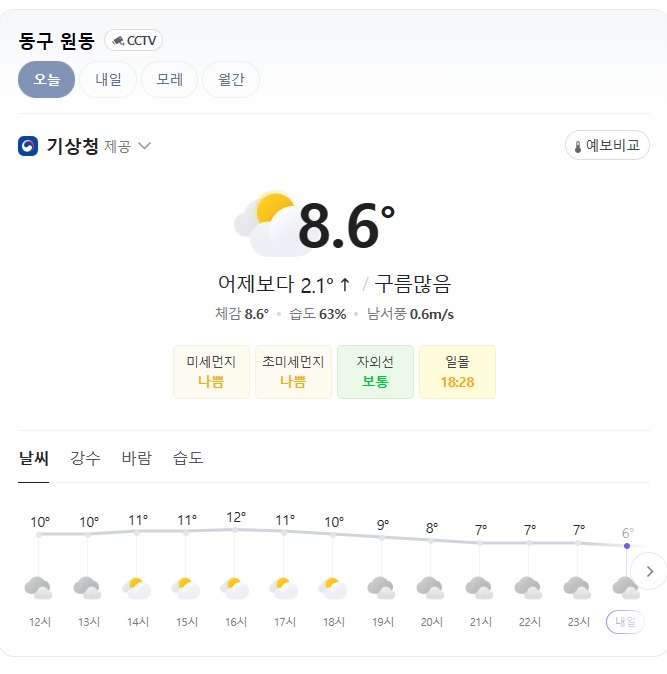 동구 원동 CCTV
오늘 내일 모레 월간
기상청 제공 예보비교
8.6°
어제보다 2.1° ↑ / 구름많음
체감 8.6° • 습도 63% • 남서풍 0.6m/s
미세먼지 초미세먼지 자외선 일몰
나쁨 나쁨 보통 18:28
날씨 강수 바람 습도
10° 10° 11° 11° 12° 11° 10° 9° 8° 7° 7° 7° 6°
12시 13시 14시 15시 16시 17시 18시 19시 20시 21시 22시 23시 내일